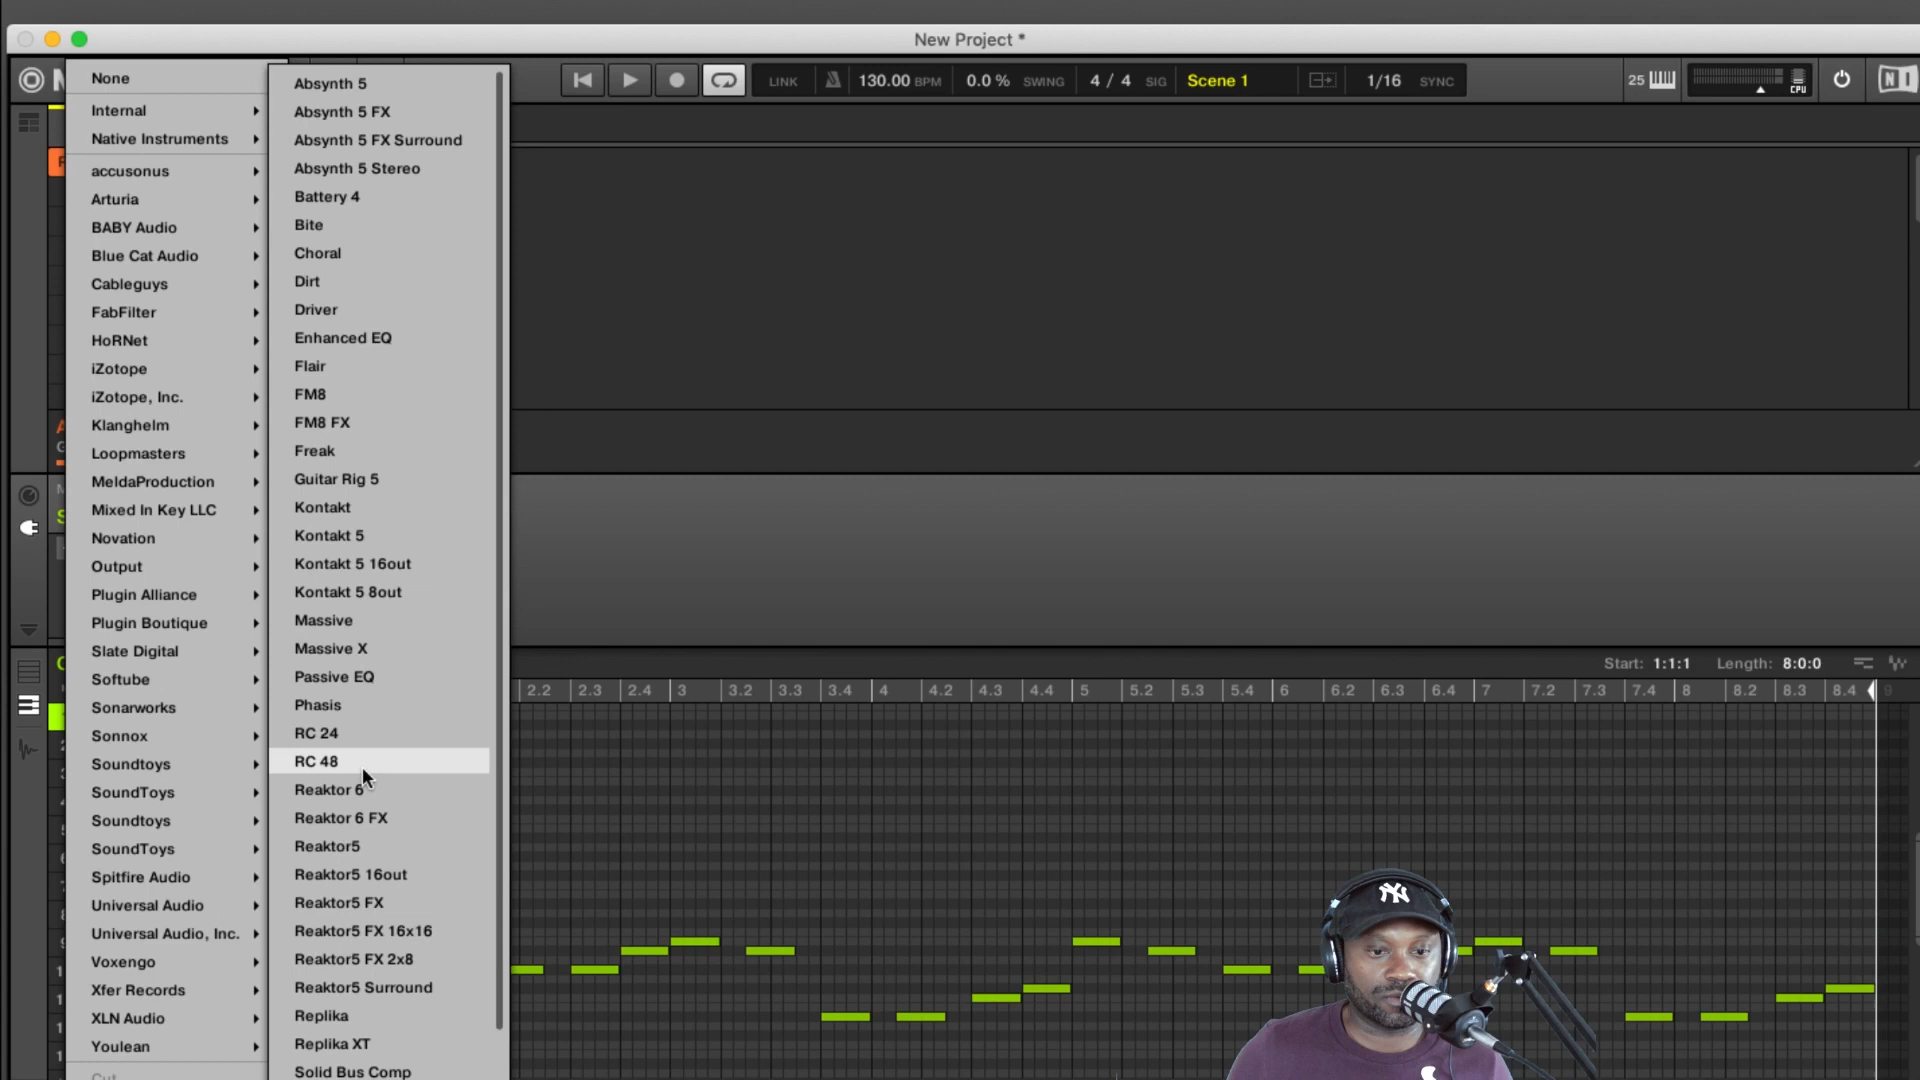 New Project *
LINK 130.00 BPM 0.0 % SWING 4 / 4 SIG Scene 1 1/16 SYNC 25 CPU NI
None
Internal
Native Instruments
accusonus
Arturia
BABY Audio
Blue Cat Audio
Cableguys
FabFilter
HoRNet
iZotope
iZotope, Inc.
Klanghelm
Loopmasters
MeldaProduction
Mixed In Key LLC
Novation
Output
Plugin Alliance
Plugin Boutique
Slate Digital
Softube
Sonarworks
Sonnox
Soundtoys
SoundToys
Soundtoys
SoundToys
Spitfire Audio
Universal Audio
Universal Audio, Inc.
Voxengo
Xfer Records
XLN Audio
Youlean
Cut
Absynth 5
Absynth 5 FX
Absynth 5 FX Surround
Absynth 5 Stereo
Battery 4
Bite
Choral
Dirt
Driver
Enhanced EQ
Flair
FM8
FM8 FX
Freak
Guitar Rig 5
Kontakt
Kontakt 5
Kontakt 5 16out
Kontakt 5 8out
Massive
Massive X
Passive EQ
Phasis
RC 24
RC 48
Reaktor 6
Reaktor 6 FX
Reaktor5
Reaktor5 16out
Reaktor5 FX
Reaktor5 FX 16x16
Reaktor5 FX 2x8
Reaktor5 Surround
Replika
Replika XT
Solid Bus Comp
Start: 1:1:1 Length: 8:0:0
2.2 2.3 2.4 3 3.2 3.3 3.4 4 4.2 4.3 4.4 5 5.2 5.3 5.4 6 6.2 6.3 6.4 7 7.2 7.3 7.4 8 8.2 8.3 8.4 9
NY